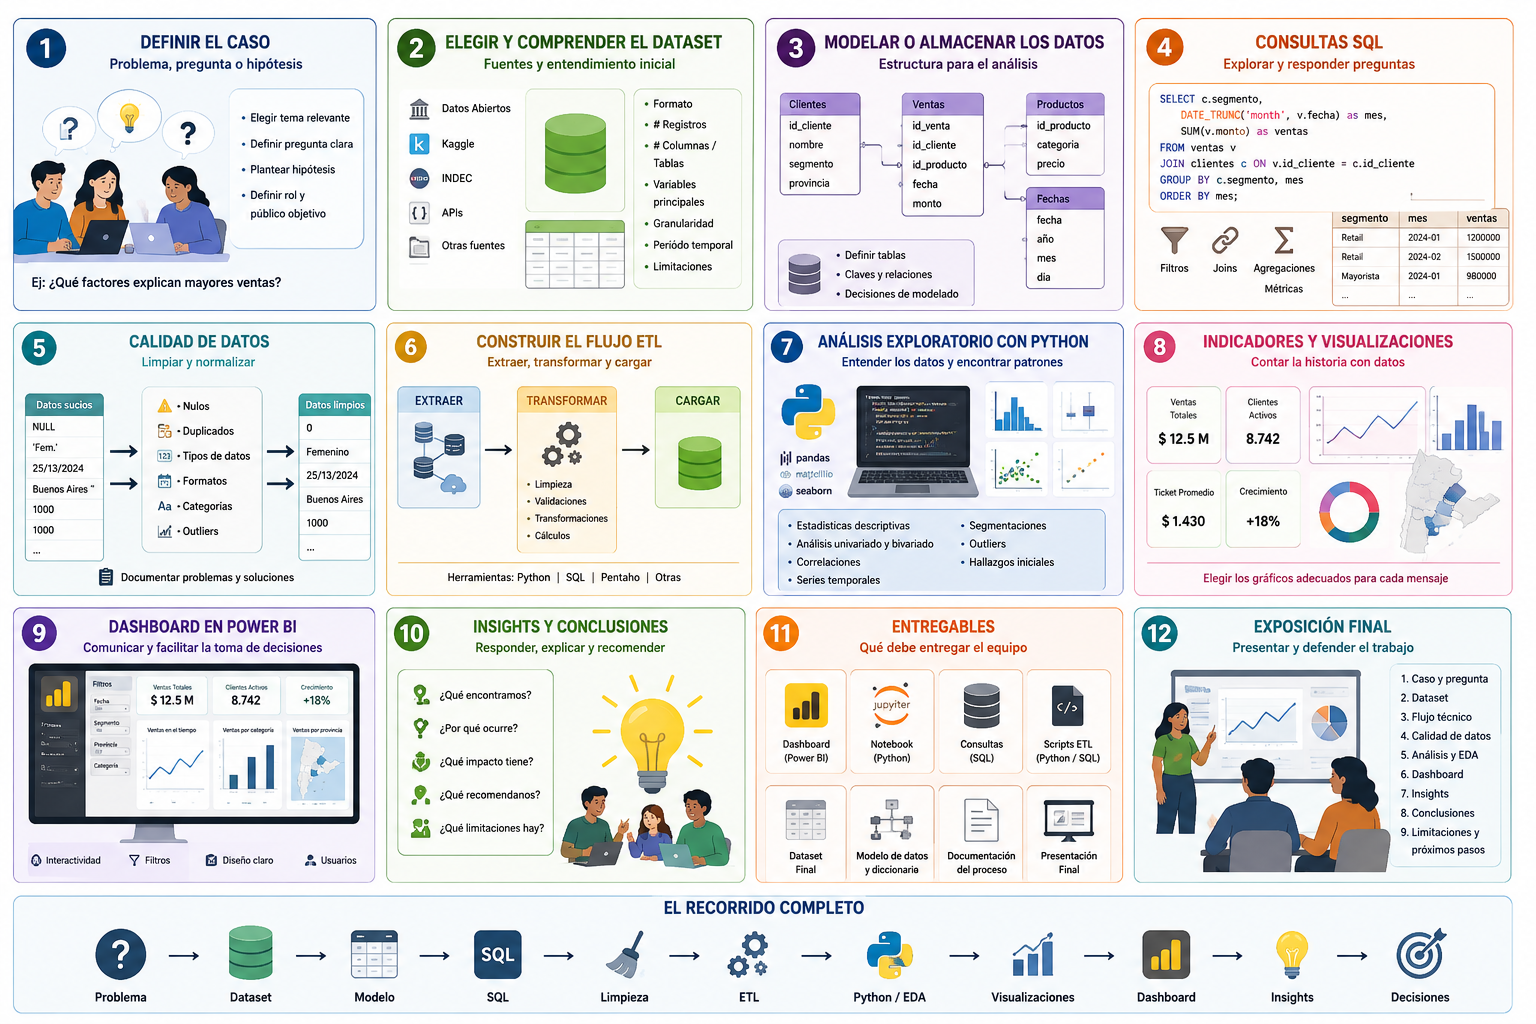 1
DEFINIR EL CASO
Problema, pregunta o hipótesis
?
?
• Elegir tema relevante
• Definir pregunta clara
• Plantear hipótesis
• Definir rol y
público objetivo
Ej: ¿Qué factores explican mayores ventas?
2
ELEGIR Y COMPRENDER EL DATASET
Fuentes y entendimiento inicial
Datos Abiertos
k
Kaggle
INDEC
{ }
APIs
Otras fuentes
• Formato
• # Registros
• # Columnas /
Tablas
• Variables
principales
• Granularidad
• Período temporal
• Limitaciones
3
MODELAR O ALMACENAR LOS DATOS
Estructura para el análisis
Clientes
id_cliente
nombre
segmento
provincia
Ventas
id_venta
id_cliente
id_producto
fecha
monto
Productos
id_producto
categoria
precio
Fechas
fecha
año
mes
dia
• Definir tablas
• Claves y relaciones
• Decisiones de modelado
4
CONSULTAS SQL
Explorar y responder preguntas
SELECT c.segmento,
DATE_TRUNC('month', v.fecha) as mes,
SUM(v.monto) as ventas
FROM ventas v
JOIN clientes c ON v.id_cliente = c.id_cliente
GROUP BY c.segmento, mes
ORDER BY mes;
Filtros
Joins
Σ
Agregaciones
Métricas
segmento mes ventas
Retail 2024-01 1200000
Retail 2024-02 1500000
Mayorista 2024-01 980000
... ... ...
5
CALIDAD DE DATOS
Limpiar y normalizar
Datos sucios
NULL
'Fem.'
25/13/2024
Buenos Aires "
1000
1000
...
• Nulos
• Duplicados
123 • Tipos de datos
• Formatos
Aa • Categorias
• Outliers
Datos limpios
0
Femenino
25/13/2024
Buenos Aires
1000
...
Documentar problemas y soluciones
6
CONSTRUIR EL FLUJO ETL
Extraer, transformar y cargar
EXTRAER
TRANSFORMAR
• Limpieza
• Validaciones
• Transformaciones
• Cálculos
CARGAR
Herramientas: Python | SQL | Pentaho | Otras
7
ANÁLISIS EXPLORATORIO CON PYTHON
Entender los datos y encontrar patrones
pandas
seaborn
• Estadisticas descriptivas
• Análisis univariado y bivariado
• Correlaciones
• Series temporales
• Segmentaciones
• Outliers
• Hallazgos iniciales
8
INDICADORES Y VISUALIZACIONES
Contar la historia con datos
Ventas
Totales
$ 12.5 M
Clientes
Activos
8.742
Ticket Promedio
$ 1.430
Crecimiento
+18%
Elegir los gráficos adecuados para cada mensaje
9
DASHBOARD EN POWER BI
Comunicar y facilitar la toma de decisiones
Filtros
Fecha
Segmento
Provincia
Categoria
Ventas Totales
$ 12.5 M
Clientes Activos
8.742
Crecimiento
+18%
Ventas en el tiempo
Ventas por categoría
Ventas por provincia
Interactividad
Filtros
Diseño claro
Usuarios
10
INSIGHTS Y CONCLUSIONES
Responder, explicar y recomender
¿Qué encontramos?
¿Por qué ocurre?
¿Qué impacto tiene?
¿Qué recomendanos?
¿Qué limitaciones hay?
11
ENTREGABLES
Qué debe entregar el equipo
Dashboard
(Power BI)
jupyter
Notebook
(Python)
Consultas
(SQL)
</>
Scripts ETL
(Python / SQL)
Dataset
Final
Modelo de datos
y diccionario
Documentación
del proceso
Presentación
Final
12
EXPOSICIÓN FINAL
Presentar y defender el trabajo
1. Caso y pregunta
2. Dataset
3. Flujo técnico
4. Calidad de datos
5. Análisis y EDA
6. Dashboard
7. Insights
8. Conclusiones
9. Limitaciones y
próximos pasos
EL RECORRIDO COMPLETO
?
Problema
Dataset
Modelo
SQL
SQL
Limpieza
ETL
Python / EDA
Visualizaciones
Dashboard
Insights
Decisiones